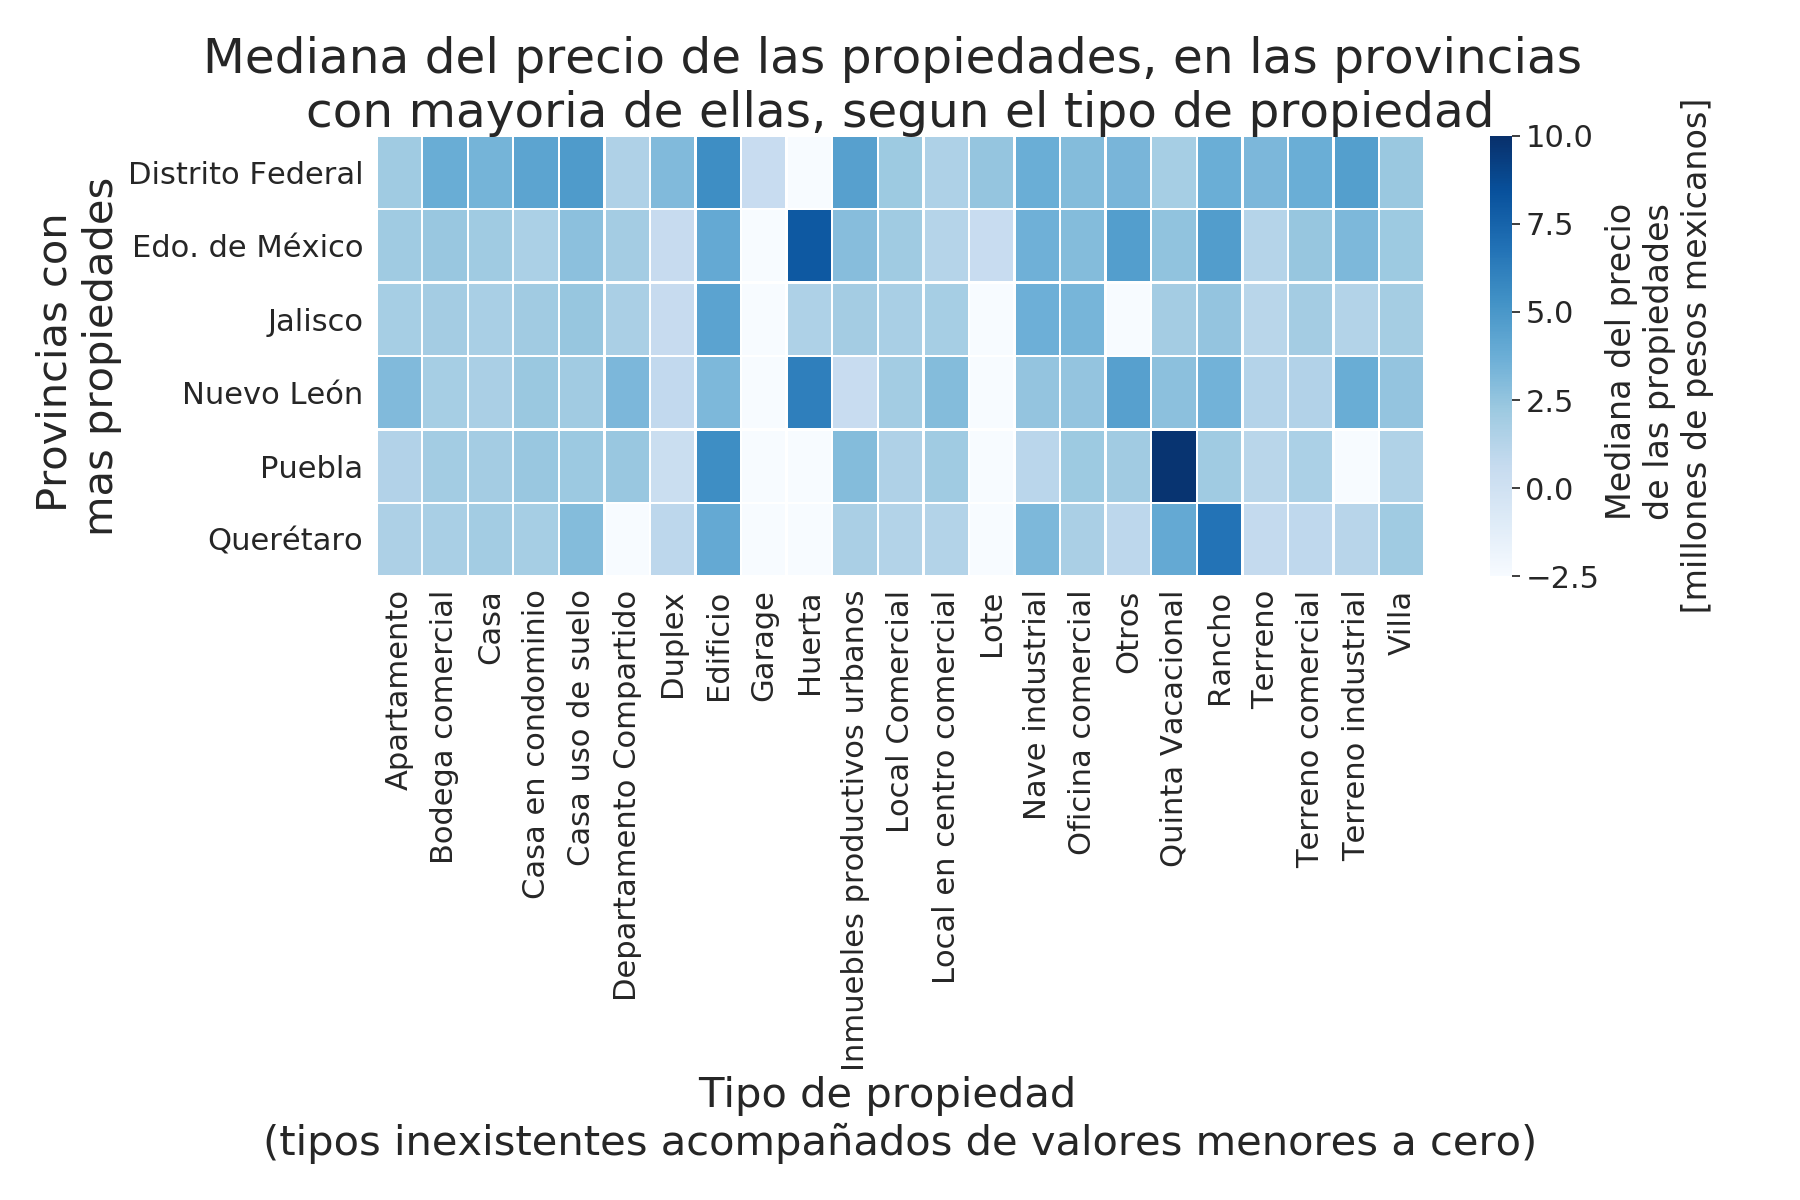 Mediana del precio de las propiedades, en las provincias
con mayoria de ellas, segun el tipo de propiedad
Provincias con
mas propiedades
Distrito Federal
Edo. de México
Jalisco
Nuevo León
Puebla
Querétaro
10.0
7.5
5.0
2.5
0.0
−2.5
Mediana del precio
de las propiedades
[millones de pesos mexicanos]
Apartamento
Bodega comercial
Casa
Casa en condominio
Casa uso de suelo
Departamento Compartido
Duplex
Edificio
Garage
Huerta
Inmuebles productivos urbanos
Local Comercial
Local en centro comercial
Lote
Nave industrial
Oficina comercial
Otros
Quinta Vacacional
Rancho
Terreno
Terreno comercial
Terreno industrial
Villa
Tipo de propiedad
(tipos inexistentes acompañados de valores menores a cero)